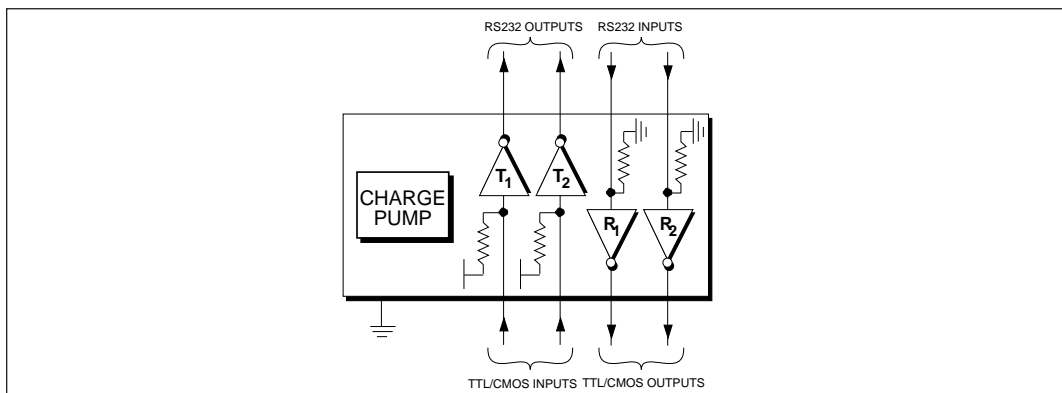 RS232 OUTPUTS RS232 INPUTS
T1 T2
CHARGE
PUMP
R1 R2
TTL/CMOS INPUTS TTL/CMOS OUTPUTS